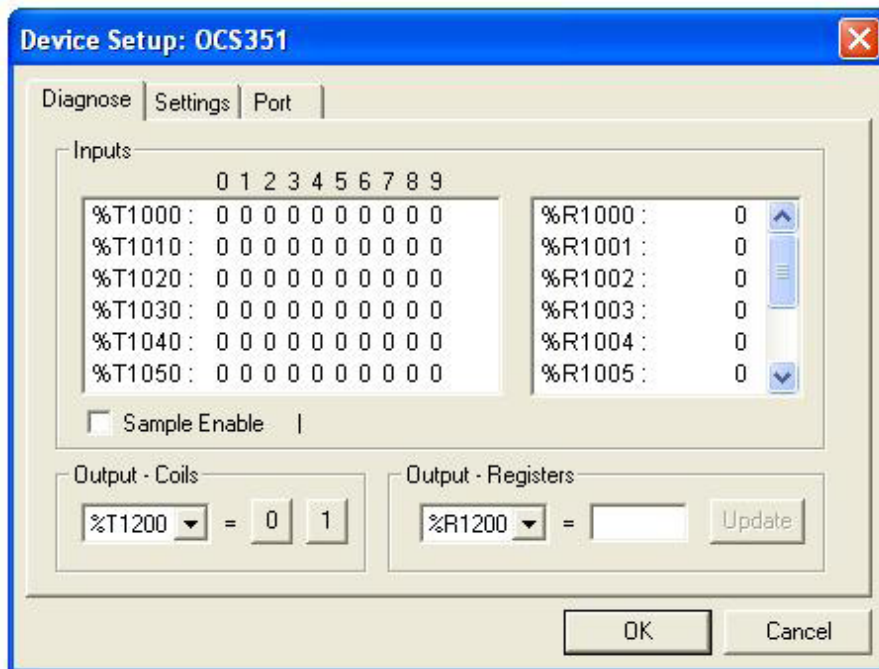 Device Setup: OCS351
Diagnose Settings Port
Inputs
0 1 2 3 4 5 6 7 8 9
%T1000 : 0 0 0 0 0 0 0 0 0 0 %R1000 : 0
%T1010 : 0 0 0 0 0 0 0 0 0 0 %R1001 : 0
%T1020 : 0 0 0 0 0 0 0 0 0 0 %R1002 : 0
%T1030 : 0 0 0 0 0 0 0 0 0 0 %R1003 : 0
%T1040 : 0 0 0 0 0 0 0 0 0 0 %R1004 : 0
%T1050 : 0 0 0 0 0 0 0 0 0 0 %R1005 : 0
Sample Enable |
Output - Coils Output - Registers
%T1200 = 0 1 %R1200 = Update
OK Cancel